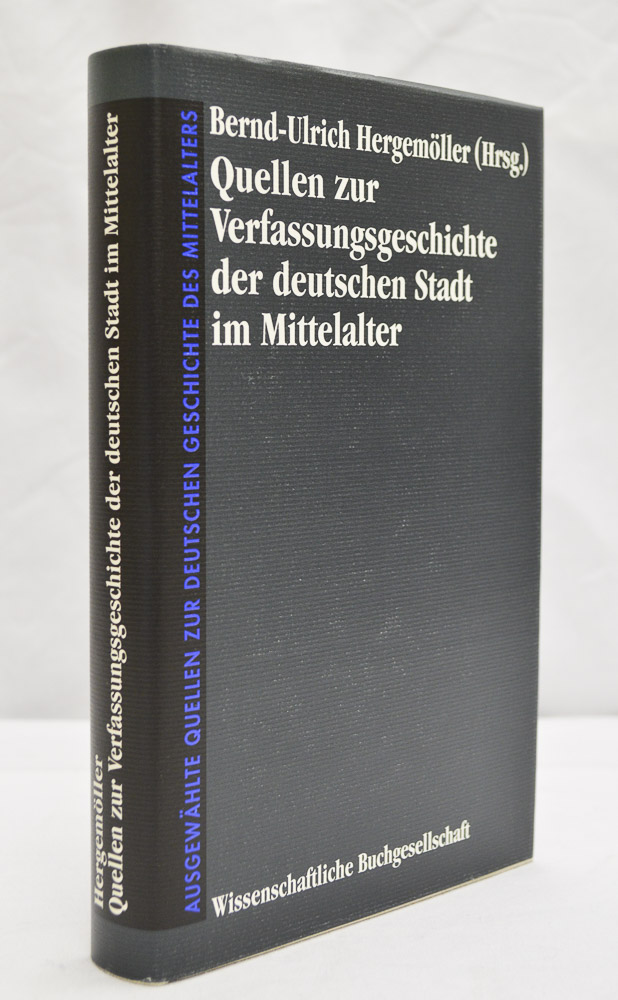 Bernd-Ulrich Hergemöller (Hrsg.)
Quellen zur
Verfassungsgeschichte
der deutschen Stadt
im Mittelalter
Wissenschaftliche Buchgesellschaft
AUSGEWÄHLTE QUELLEN ZUR DEUTSCHEN GESCHICHTE DES MITTELALTERS
Hergemöller
Quellen zur Verfassungsgeschichte der deutschen Stadt im Mittelalter